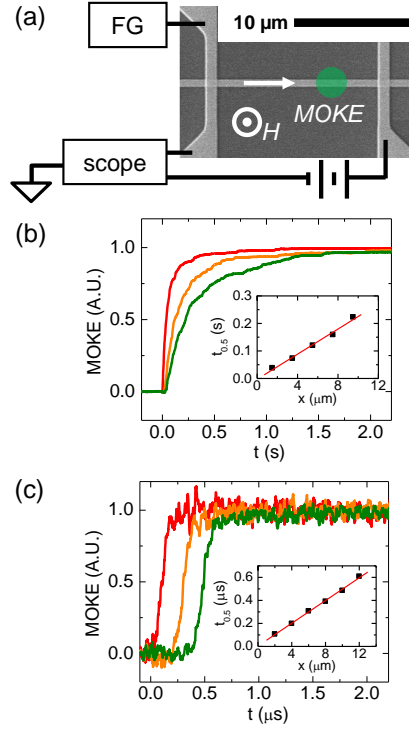 (a)
FG
10 μm
MOKE
H
scope
(b)
MOKE (A.U.)
1.0
0.5
0.0
0.0 0.5 1.0 1.5 2.0
t (s)
t0.5 (s)
0.3
0.2
0.1
0.0
0 4 8 12
x (μm)
(c)
MOKE (A.U.)
1.0
0.5
0.0
0.0 0.5 1.0 1.5 2.0
t (μs)
t0.5 (μs)
0.6
0.4
0.2
0.0
0 4 8 12
x (μm)